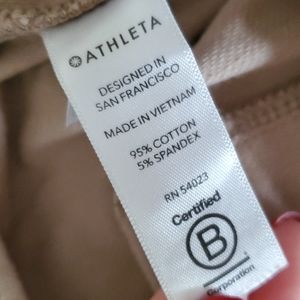 ATHLETA
DESIGNED IN
SAN FRANCISCO
MADE IN VIETNAM
95% COTTON
5% SPANDEX
RN 54023
Certified
B
Corporation